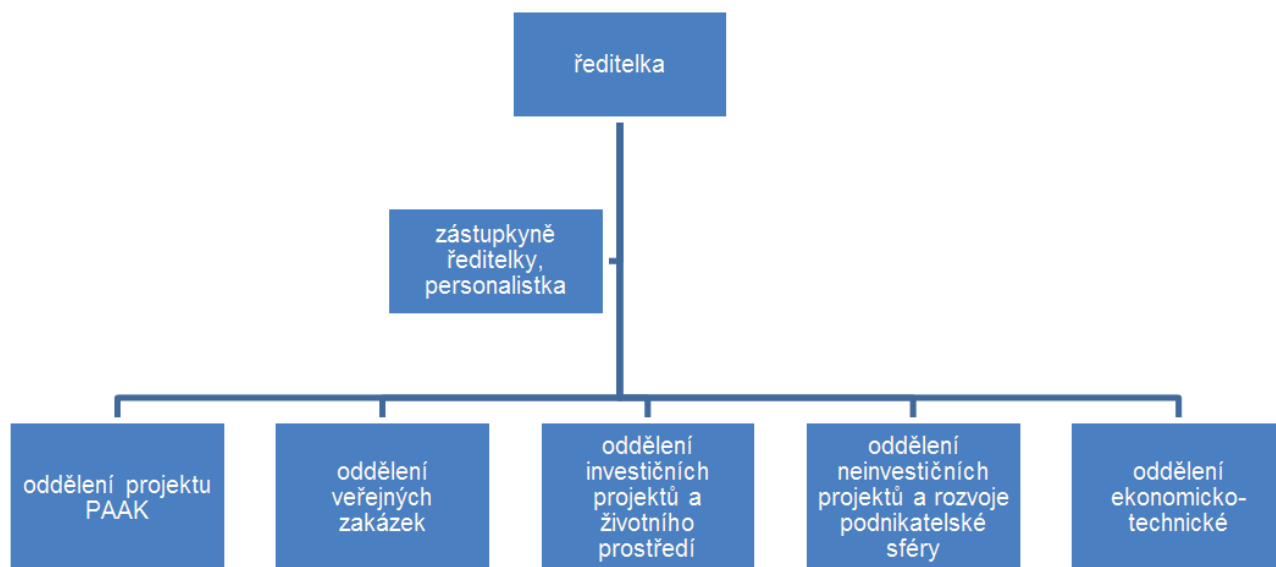 ředitelka
zástupkyně
ředitelky,
personalistka
oddělení projektu
PAAK
oddělení
veřejných
zakázek
oddělení
investičních
projektů a
životního
prostředí
oddělení
neinvestičních
projektů a rozvoje
podnikatelské
sféry
oddělení
ekonomicko-
technické